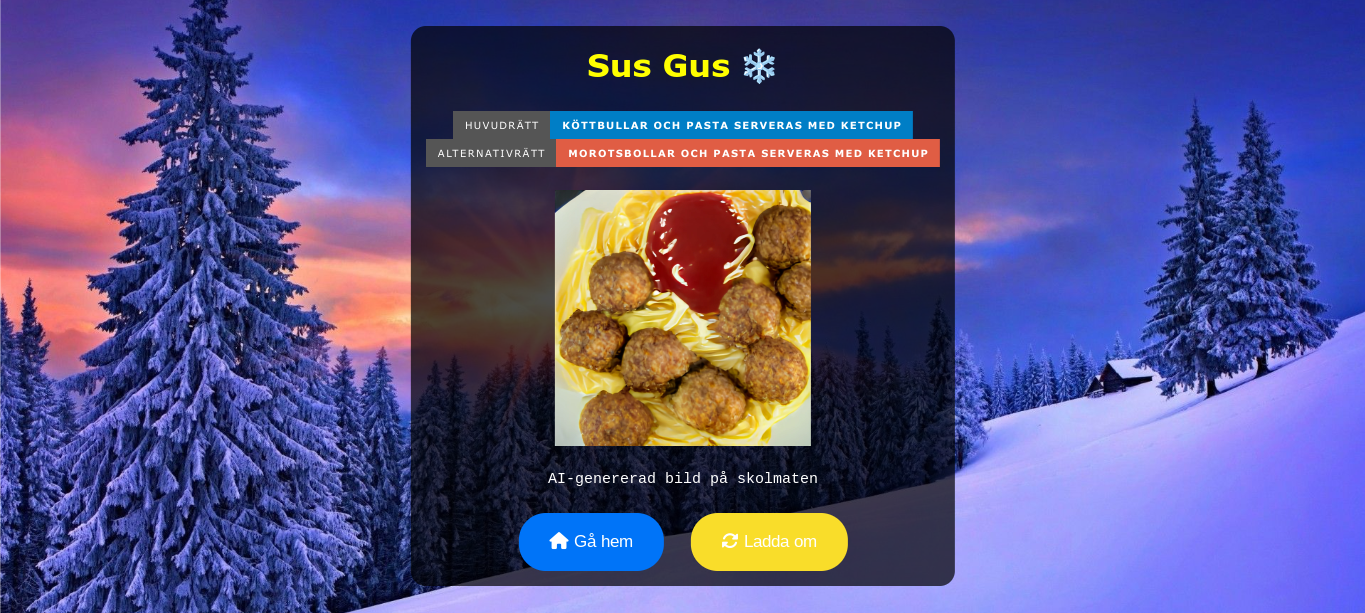 Sus Gus ❄️
HUVUDRÄTT KÖTTBULLAR OCH PASTA SERVERAS MED KETCHUP
ALTERNATIVRÄTT MOROTSBOLLAR OCH PASTA SERVERAS MED KETCHUP
AI-genererad bild på skolmaten
Gå hem
Ladda om